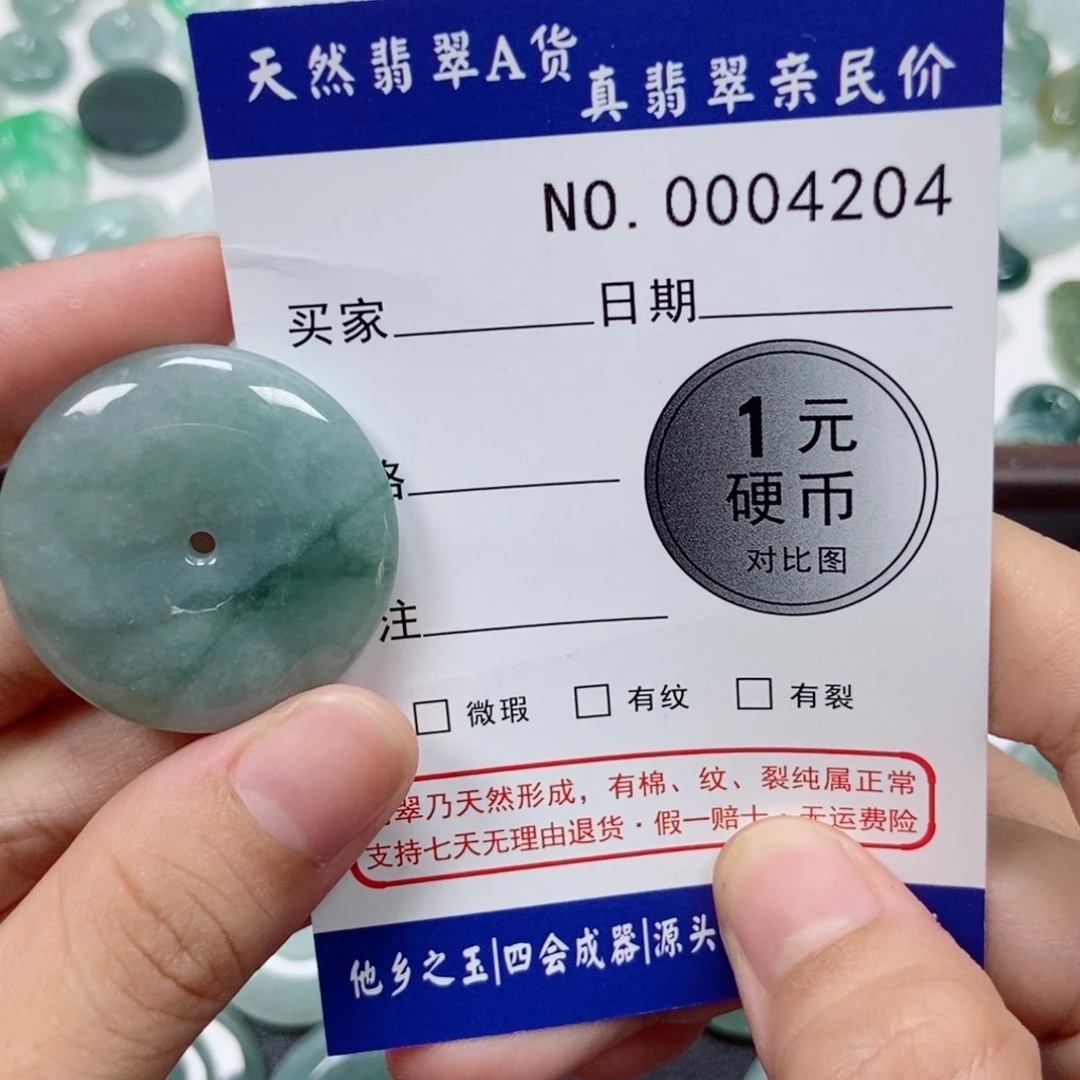 天然翡翠A货
真翡翠亲民价
NO. 0004204
买家 日期
1元
硬币
对比图
注
微瑕 有纹 有裂
翠乃天然形成，有棉、纹、裂纯属正常
支持七天无理由退货·假一赔十·无运费险
他乡之玉|四会成器|源头